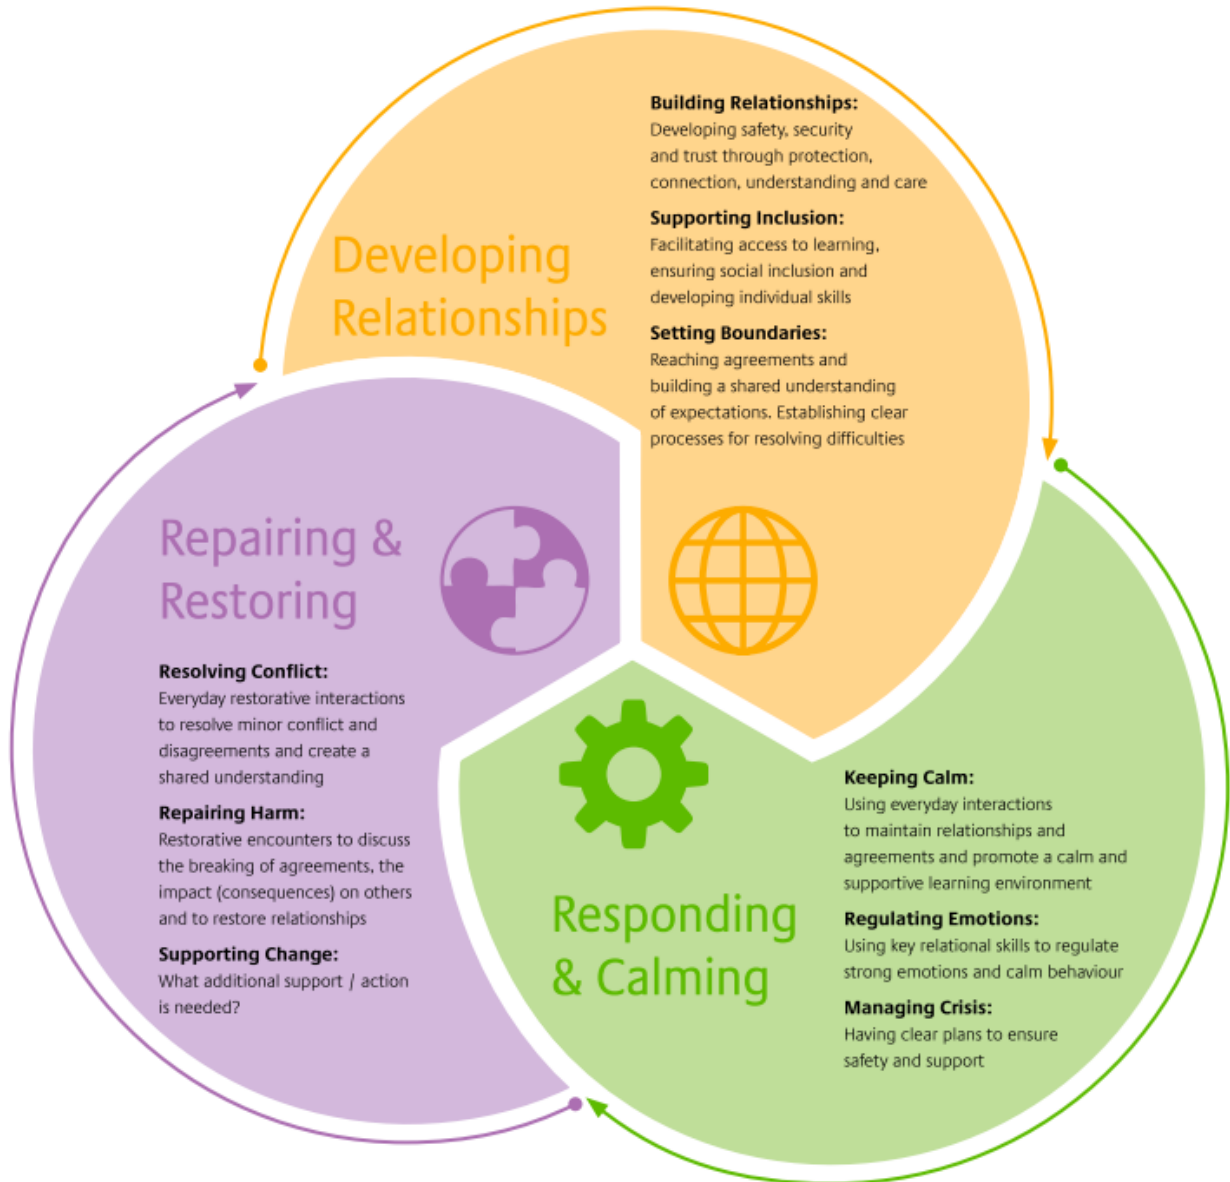 Developing
Relationships
Building Relationships:
Developing safety, security
and trust through protection,
connection, understanding and care
Supporting Inclusion:
Facilitating access to learning,
ensuring social inclusion and
developing individual skills
Setting Boundaries:
Reaching agreements and
building a shared understanding
of expectations. Establishing clear
processes for resolving difficulties
Responding
& Calming
Keeping Calm:
Using everyday interactions
to maintain relationships and
agreements and promote a calm and
supportive learning environment
Regulating Emotions:
Using key relational skills to regulate
strong emotions and calm behaviour
Managing Crisis:
Having clear plans to ensure
safety and support
Repairing &
Restoring
Resolving Conflict:
Everyday restorative interactions
to resolve minor conflict and
disagreements and create a
shared understanding
Repairing Harm:
Restorative encounters to discuss
the breaking of agreements, the
impact (consequences) on others
and to restore relationships
Supporting Change:
What additional support / action
is needed?